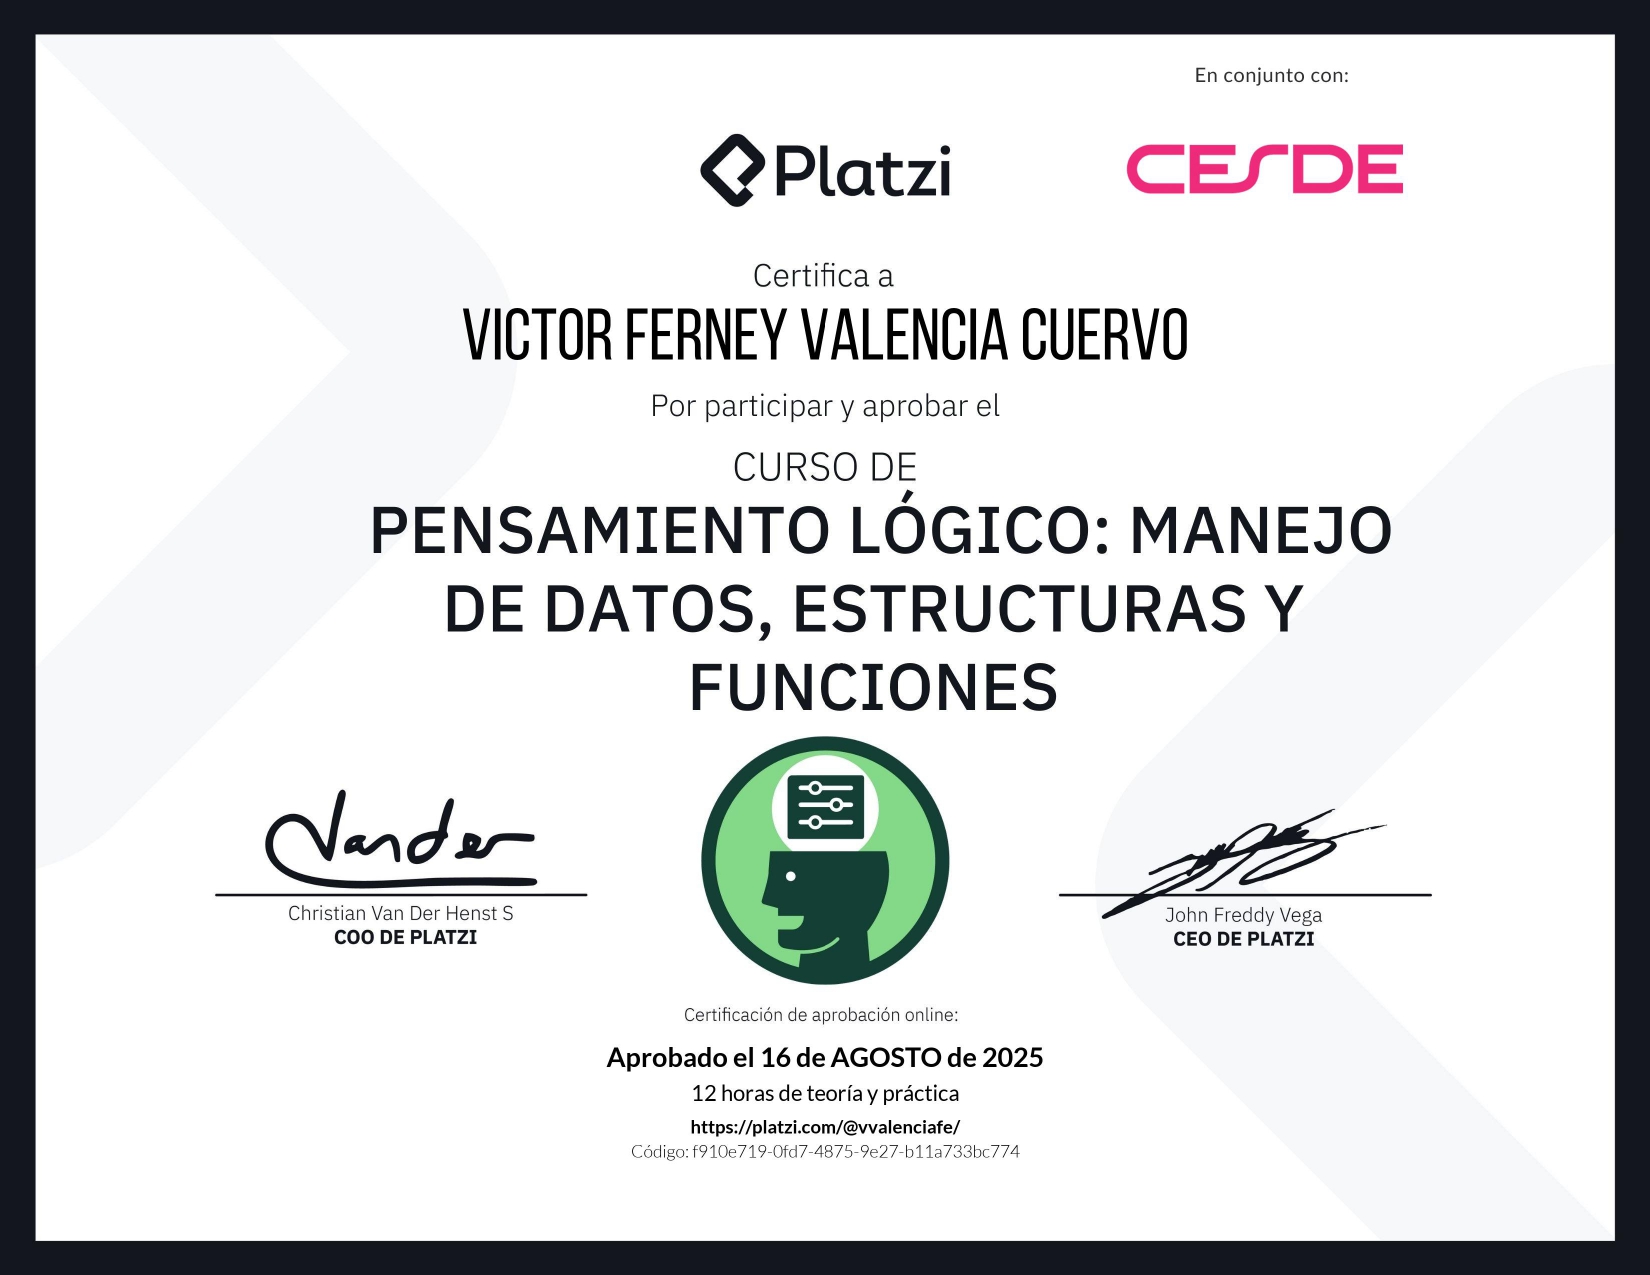 En conjunto con:
Platzi
CESDE
Certifica a
VICTOR FERNEY VALENCIA CUERVO
Por participar y aprobar el
CURSO DE
PENSAMIENTO LÓGICO: MANEJO
DE DATOS, ESTRUCTURAS Y
FUNCIONES
Vander
Christian Van Der Henst S
COO DE PLATZI
John Freddy Vega
CEO DE PLATZI
Certificación de aprobación online:
Aprobado el 16 de AGOSTO de 2025
12 horas de teoría y práctica
https://platzi.com/@vvalenciafe/
Código: f910e719-0fd7-4875-9e27-b11a733bc774